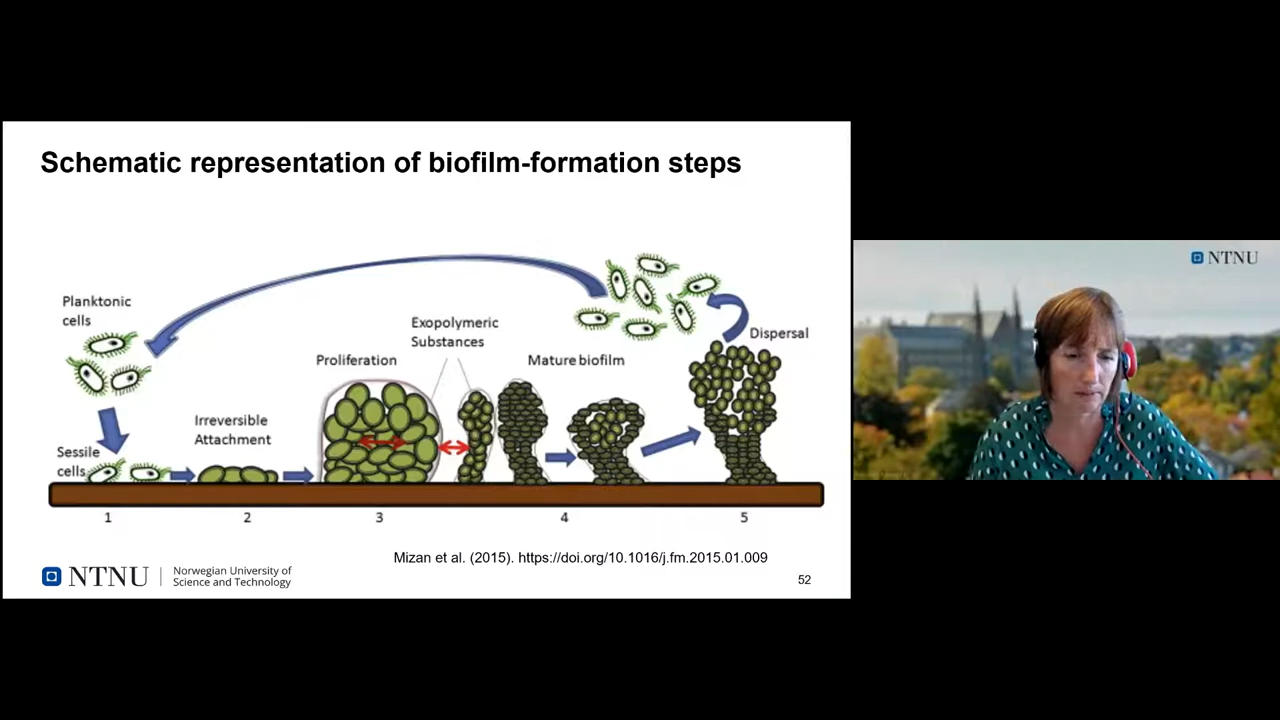 Schematic representation of biofilm-formation steps
Planktonic
cells
Exopolymeric
Substances
Dispersal
Proliferation
Mature biofilm
Irreversible
Attachment
Sessile
cells
1
2
3
4
5
Mizan et al. (2015). https://doi.org/10.1016/j.fm.2015.01.009
NTNU
Norwegian University of
Science and Technology
52
NTNU